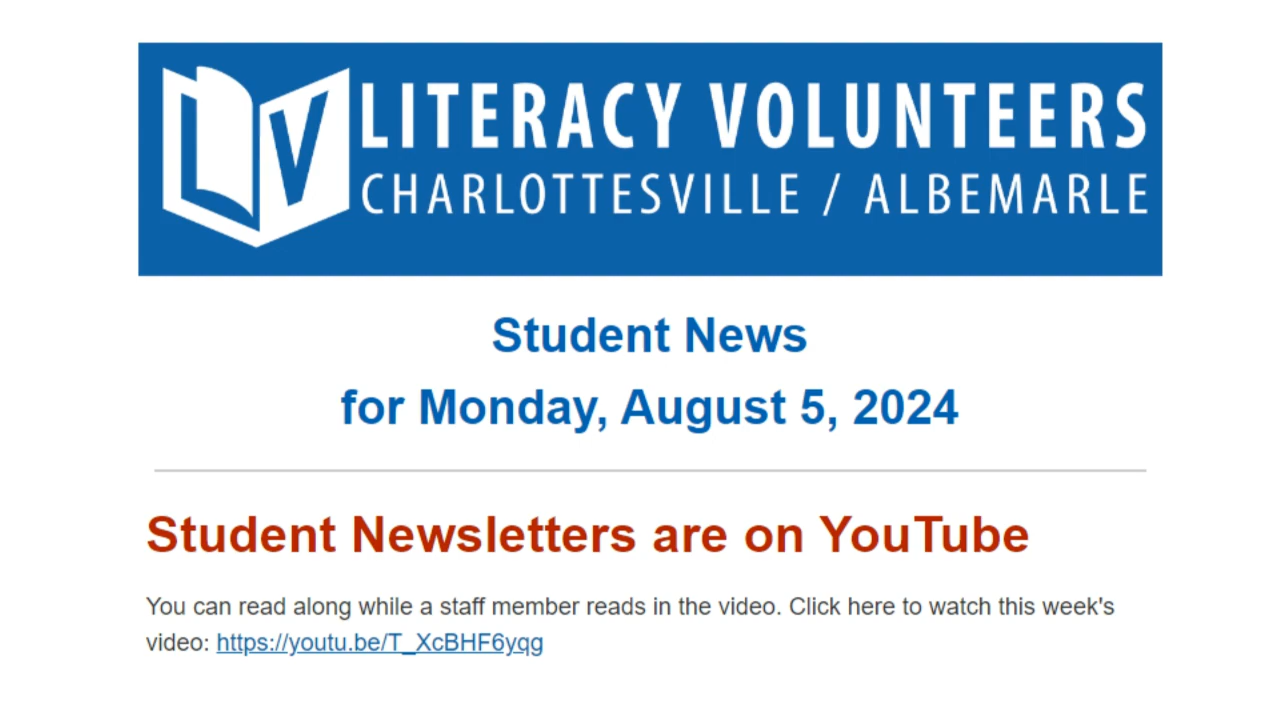 LV LITERACY VOLUNTEERS
CHARLOTTESVILLE / ALBEMARLE
Student News
for Monday, August 5, 2024
Student Newsletters are on YouTube
You can read along while a staff member reads in the video. Click here to watch this week's
video: https://youtu.be/T_XcBHF6yqg